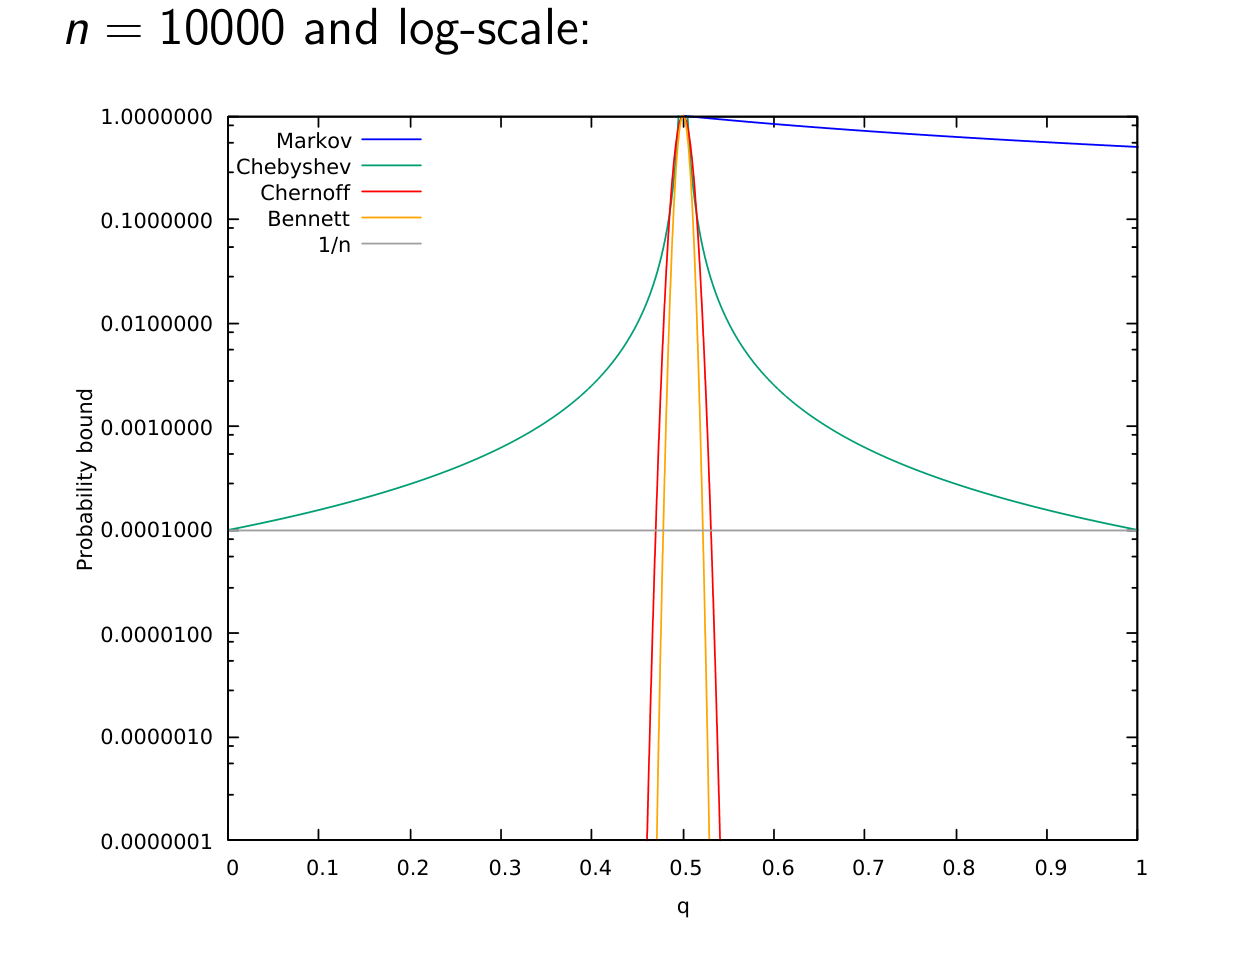 n = 10000 and log-scale:
1.0000000
0.1000000
0.0100000
0.0010000
0.0001000
0.0000100
0.0000010
0.0000001
Probability bound
Markov
Chebyshev
Chernoff
Bennett
1/n
0 0.1 0.2 0.3 0.4 0.5 0.6 0.7 0.8 0.9 1
q